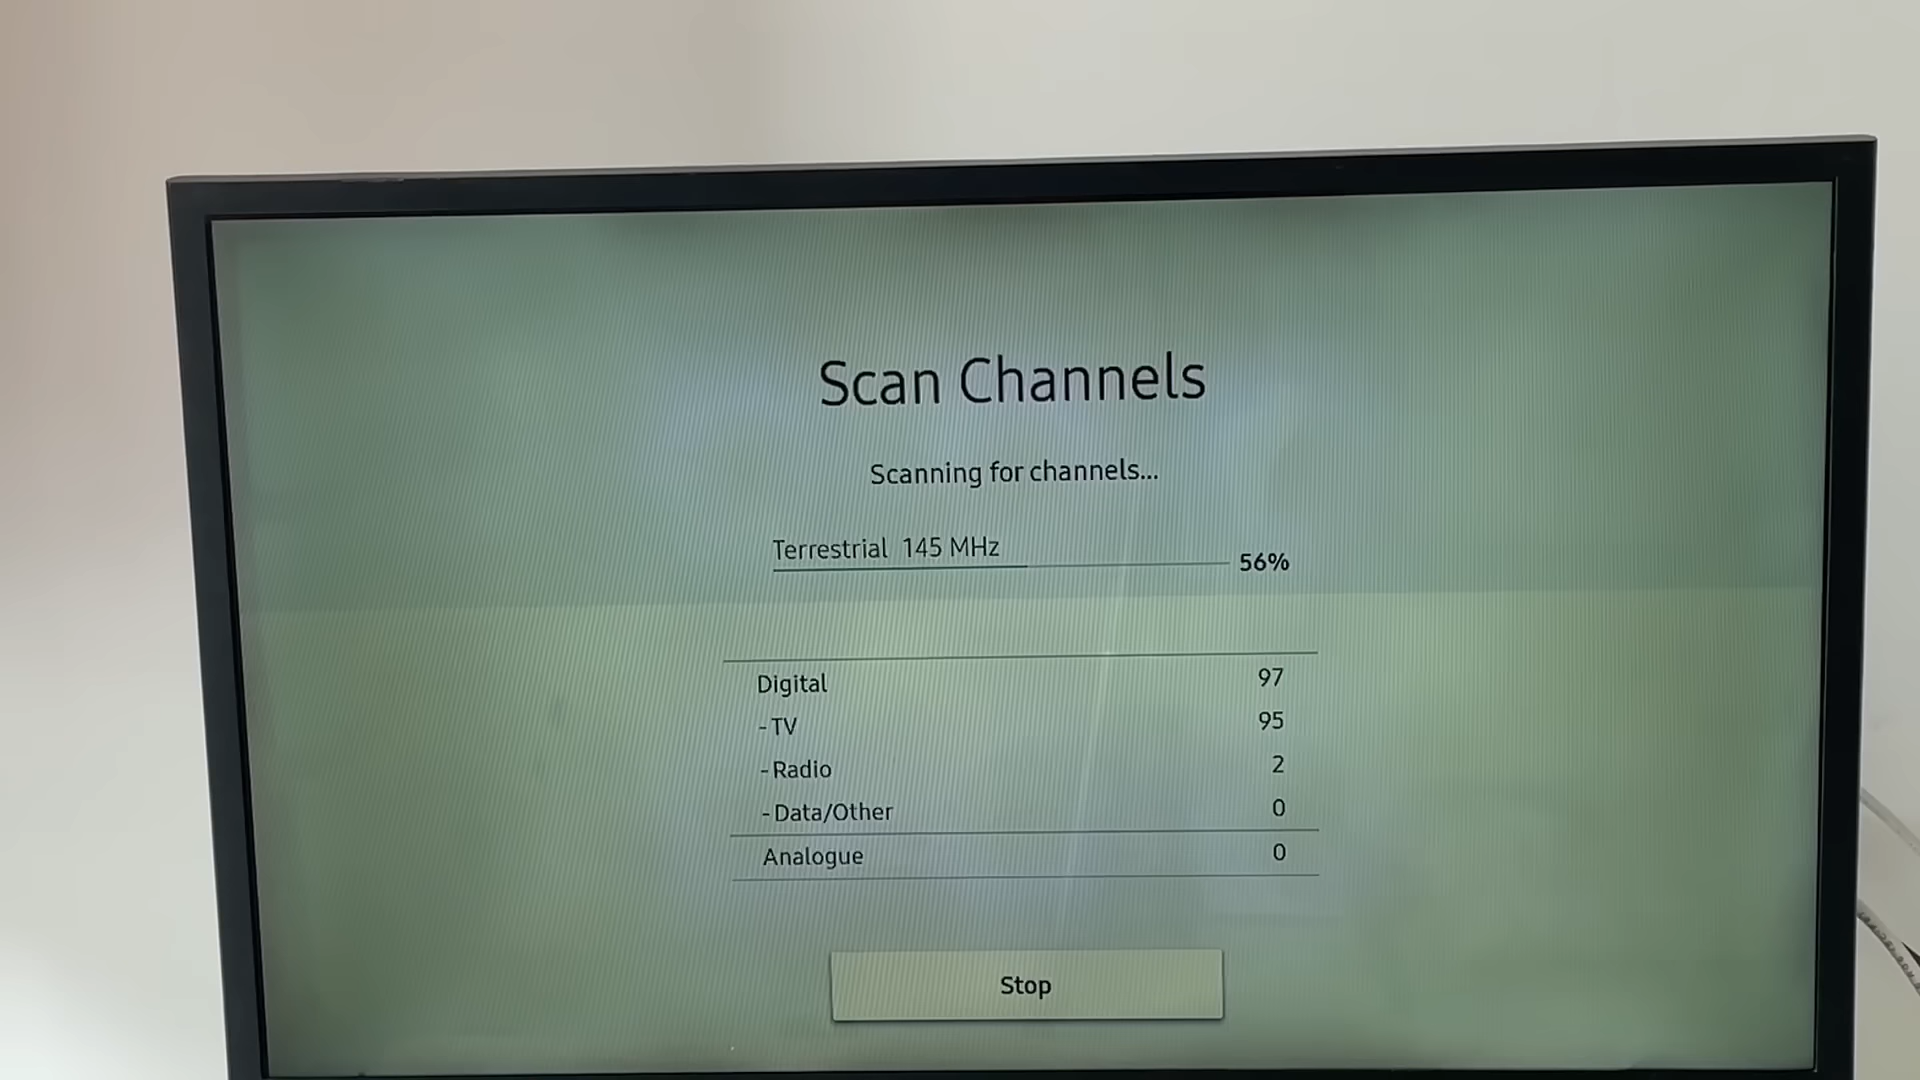 Scan Channels
Scanning for channels...
Terrestrial 145 MHz
56%
Digital 97
- TV 95
- Radio 2
- Data/Other 0
Analogue 0
Stop